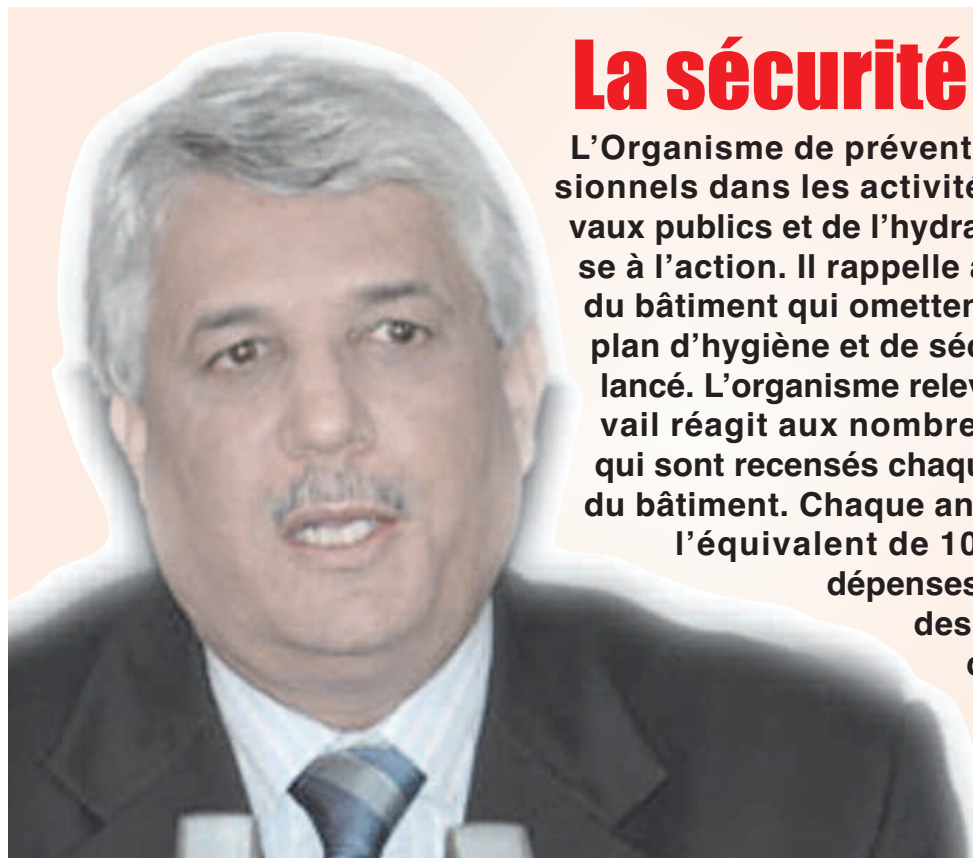 La sécurité
L’Organisme de prévent
sionnels dans les activité
vaux publics et de l’hydra
se à l’action. Il rappelle a
du bâtiment qui omettent
plan d’hygiène et de séc
lancé. L’organisme relev
vail réagit aux nombre
qui sont recensés chaqu
du bâtiment. Chaque an
l’équivalent de 10
dépenses
des